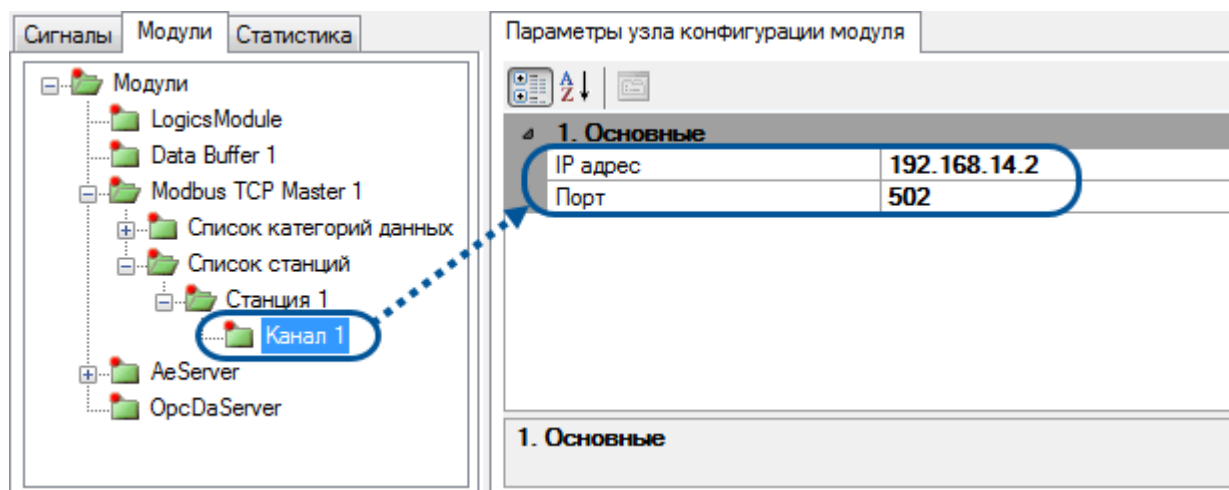 Сигналы Модули Статистика
Модули
LogicsModule
Data Buffer 1
Modbus TCP Master 1
Список категорий данных
Список станций
Станция 1
Канал 1
AeServer
OpcDaServer
Параметры узла конфигурации модуля
A
Z
1. Основные
IP адрес 192.168.14.2
Порт 502
1. Основные